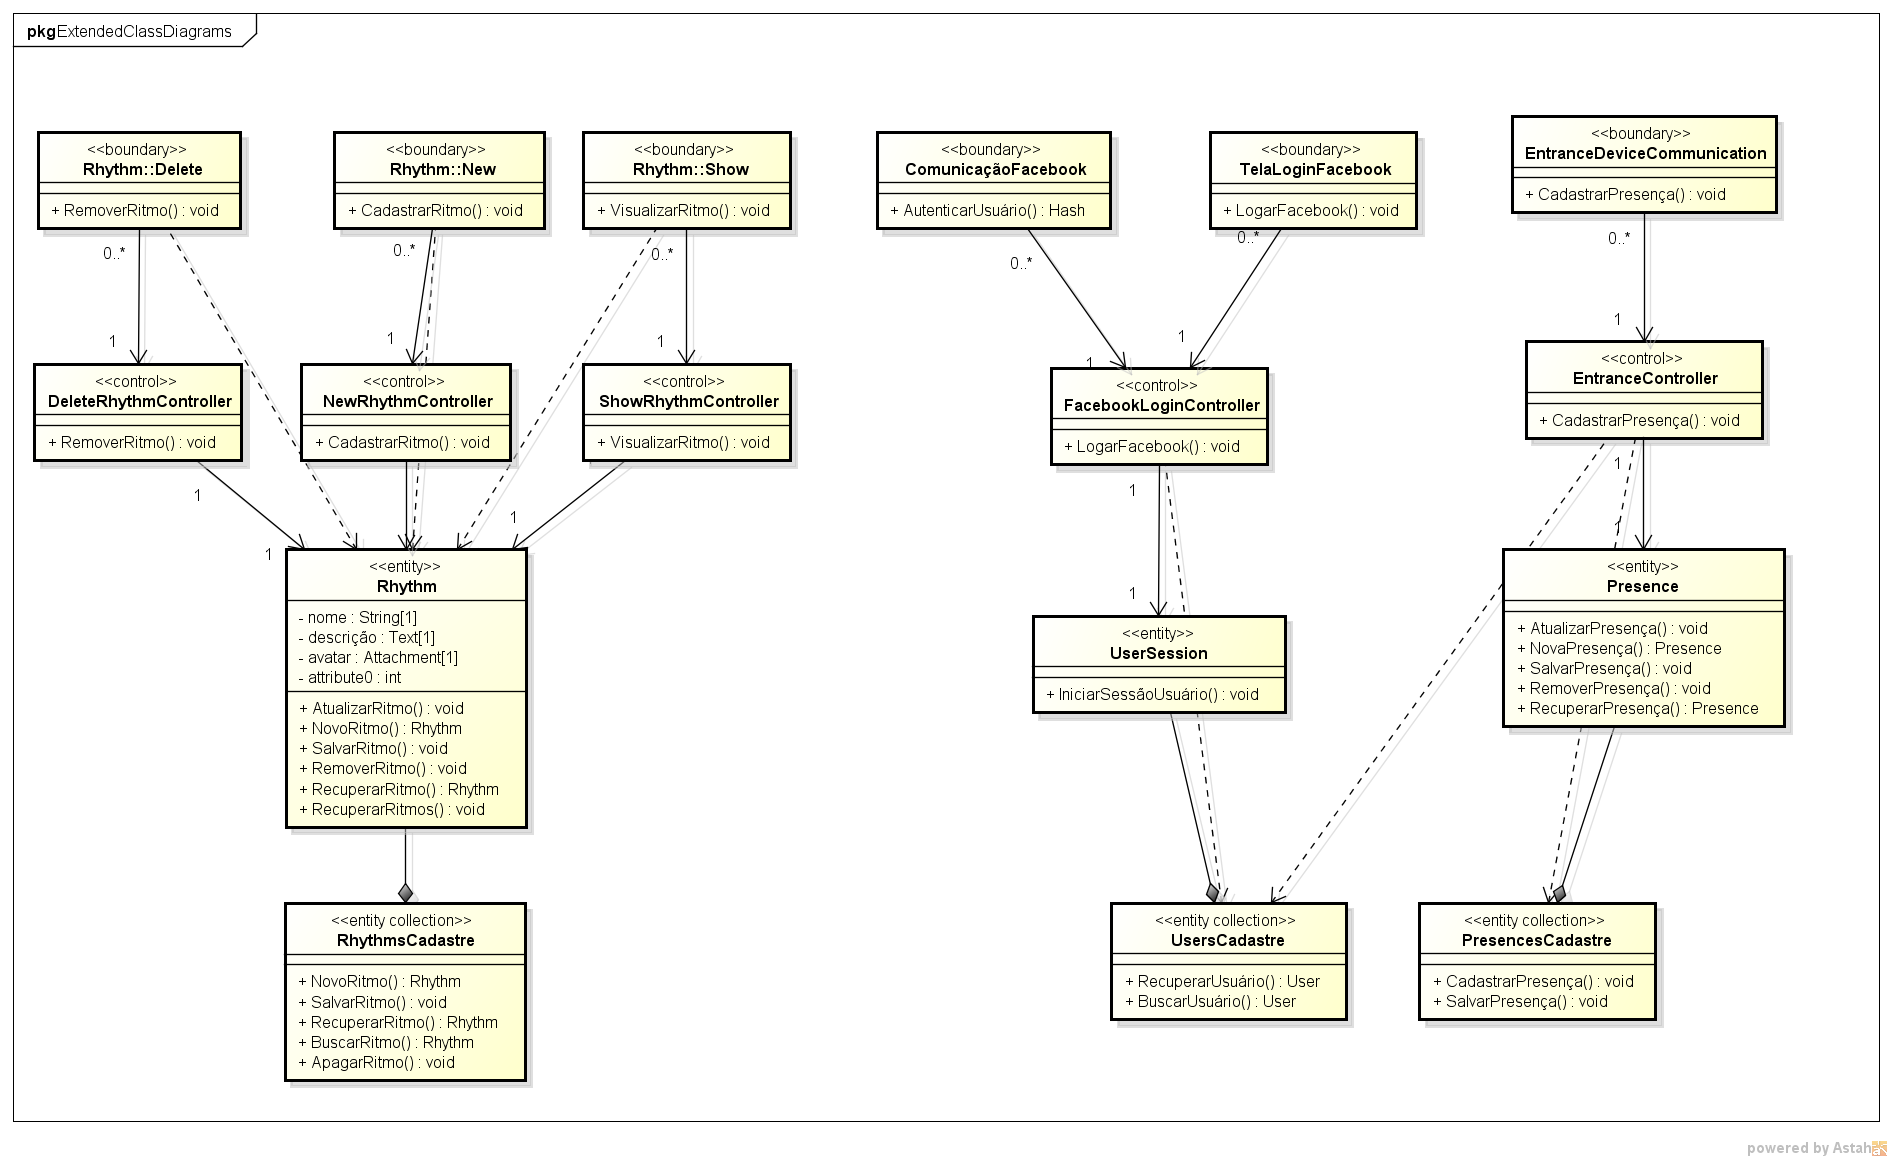 pkg ExtendedClassDiagrams
<<boundary>>
Rhythm::Delete
+ RemoverRitmo() : void
<<boundary>>
Rhythm::New
+ CadastrarRitmo() : void
<<boundary>>
Rhythm::Show
+ VisualizarRitmo() : void
<<boundary>>
ComunicaçãoFacebook
+ AutenticarUsuário() : Hash
<<boundary>>
TelaLoginFacebook
+ LogarFacebook() : void
<<boundary>>
EntranceDeviceCommunication
+ CadastrarPresença() : void
0..*
0..*
0..*
0..*
0..*
0..*
1
1
1
1
1
1
<<control>>
DeleteRhythmController
+ RemoverRitmo() : void
<<control>>
NewRhythmController
+ CadastrarRitmo() : void
<<control>>
ShowRhythmController
+ VisualizarRitmo() : void
<<control>>
FacebookLoginController
+ LogarFacebook() : void
<<control>>
EntranceController
+ CadastrarPresença() : void
1
1
1
1
1
1
1
<<entity>>
Rhythm
- nome : String[1]
- descrição : Text[1]
- avatar : Attachment[1]
- attribute0 : int
+ AtualizarRitmo() : void
+ NovoRitmo() : Rhythm
+ SalvarRitmo() : void
+ RemoverRitmo() : void
+ RecuperarRitmo() : Rhythm
+ RecuperarRitmos() : void
<<entity>>
UserSession
+ IniciarSessãoUsuário() : void
<<entity>>
Presence
+ AtualizarPresença() : void
+ NovaPresença() : Presence
+ SalvarPresença() : void
+ RemoverPresença() : void
+ RecuperarPresença() : Presence
<<entity collection>>
RhythmsCadastre
+ NovoRitmo() : Rhythm
+ SalvarRitmo() : void
+ RecuperarRitmo() : Rhythm
+ BuscarRitmo() : Rhythm
+ ApagarRitmo() : void
<<entity collection>>
UsersCadastre
+ RecuperarUsuário() : User
+ BuscarUsuário() : User
<<entity collection>>
PresencesCadastre
+ CadastrarPresença() : void
+ SalvarPresença() : void
powered by Astah